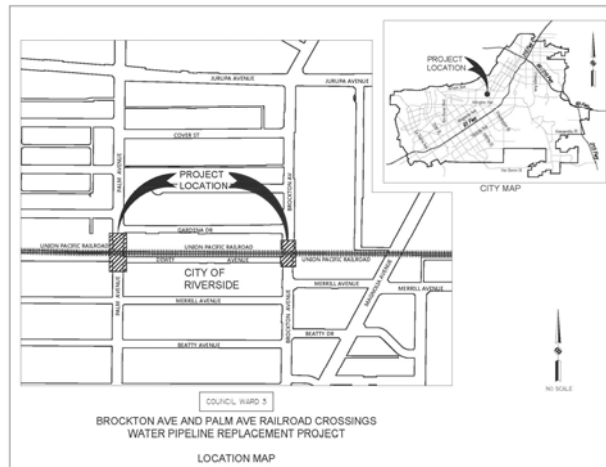 JURUPA AVENUE
JURUPA AVENUE
COVER ST
PALM AVENUE
BROCKTON AV
PROJECT
LOCATION
GARDENA DR
UNION PACIFIC RAILROAD
UNION PACIFIC RAILROAD
UNION PACIFIC RAILROAD
DEWEY AVENUE
CITY OF
RIVERSIDE
PALM AVENUE
BROCKTON AVENUE
MAGNOLIA AVENUE
MERRILL AVENUE
MERRILL AVENUE
MERRILL AVENUE
BEATTY DR
BEATTY AVENUE
PROJECT
LOCATION
CITY MAP
NO SCALE
COUNCIL WARD 3
BROCKTON AVE AND PALM AVE RAILROAD CROSSINGS
WATER PIPELINE REPLACEMENT PROJECT
LOCATION MAP